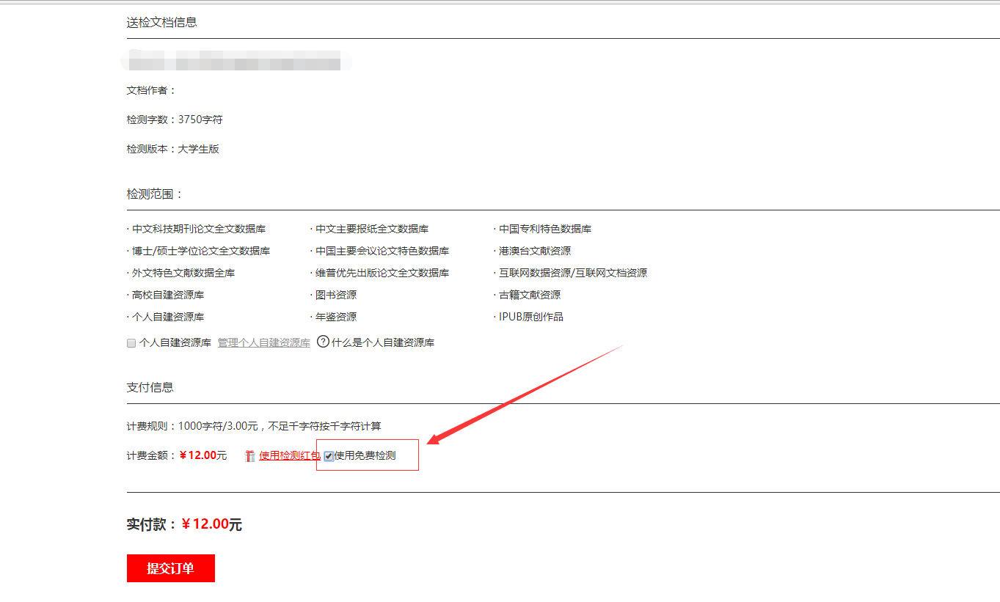 送检文档信息
文档作者：
检测字数：3750字符
检测版本：大学生版
检测范围：
· 中文科技期刊论文全文数据库 · 中文主要报纸全文数据库 · 中国专利特色数据库
· 博士/硕士学位论文全文数据库 · 中国主要会议论文特色数据库 · 港澳台文献资源
· 外文特色文献数据全库 · 维普优先出版论文全文数据库 · 互联网数据资源/互联网文档资源
· 高校自建资源库 · 图书资源 · 古籍文献资源
· 个人自建资源库 · 年鉴资源 · IPUB原创作品
个人自建资源库 管理个人自建资源库 ? 什么是个人自建资源库
支付信息
计费规则：1000字符/3.00元，不足千字符按千字符计算
计费金额：￥12.00元 使用检测红包 使用免费检测
实付款：￥12.00元
提交订单